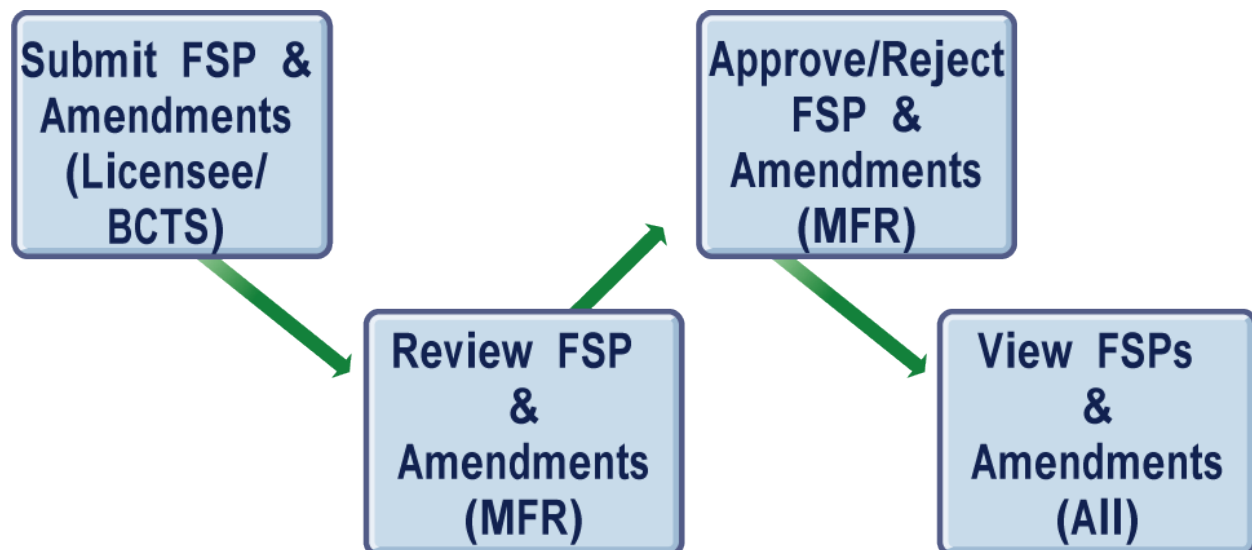 Submit FSP &
Amendments
(Licensee/
BCTS)
Review FSP
&
Amendments
(MFR)
Approve/Reject
FSP &
Amendments
(MFR)
View FSPs
&
Amendments
(All)